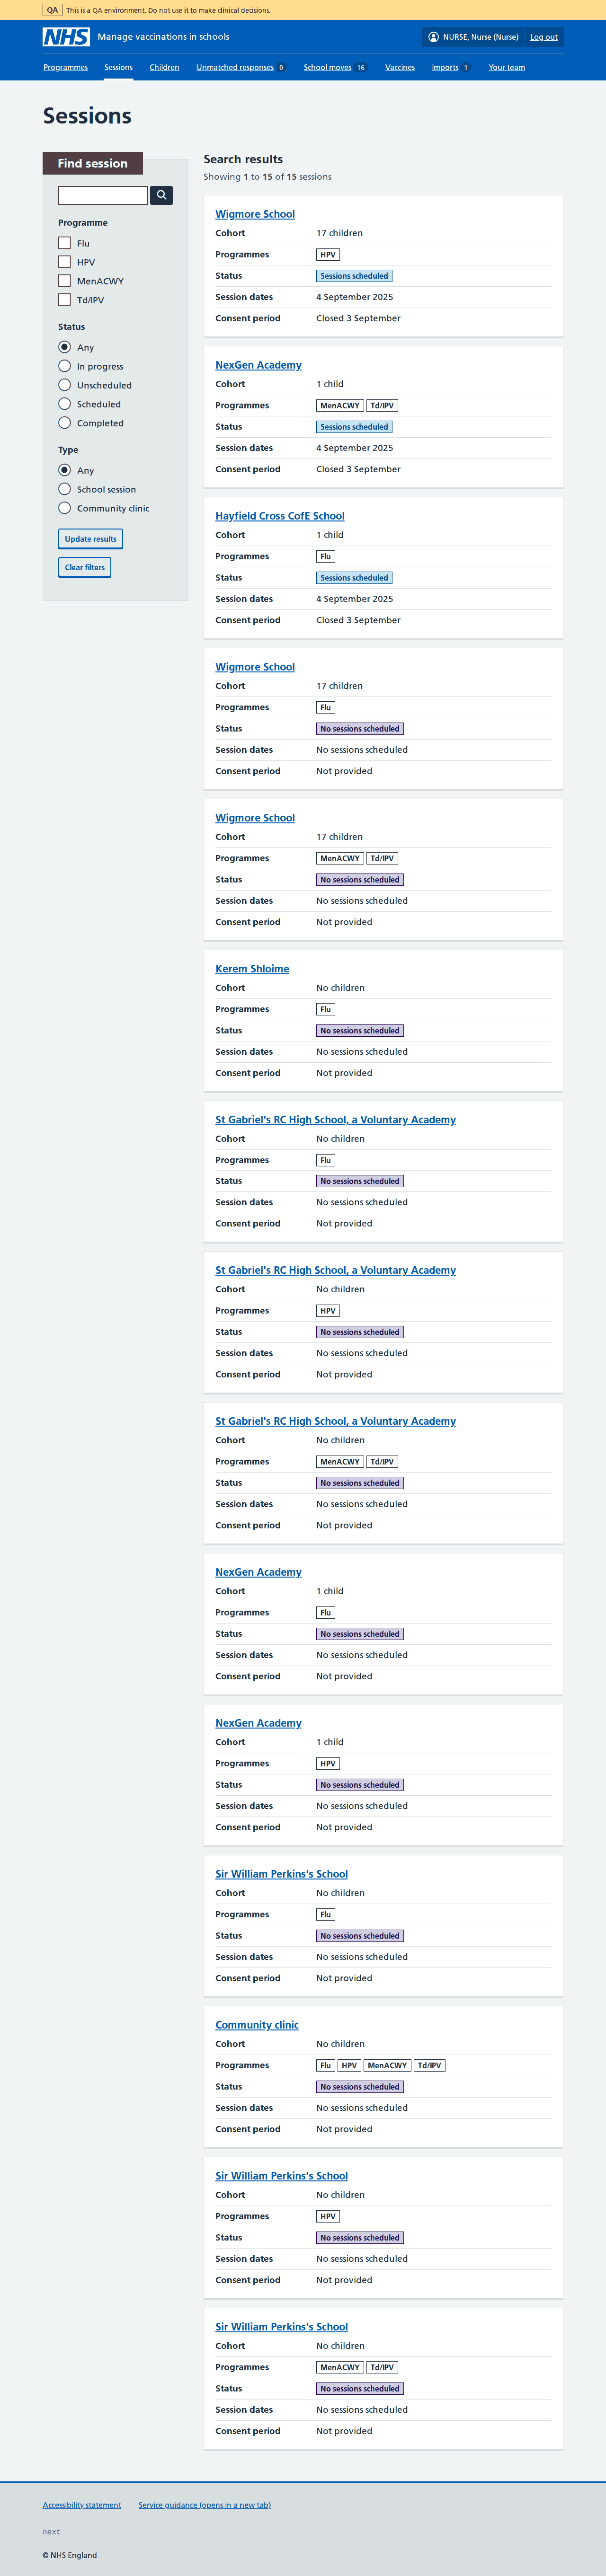 QA This is a QA environment. Do not use it to make clinical decisions.
NHS Manage vaccinations in schools
NURSE, Nurse (Nurse) Log out
Programmes Sessions Children Unmatched responses 0 School moves 16 Vaccines Imports 1 Your team
Sessions
Find session
Programme
Flu
HPV
MenACWY
Td/IPV
Status
Any
In progress
Unscheduled
Scheduled
Completed
Type
Any
School session
Community clinic
Update results
Clear filters
Search results
Showing 1 to 15 of 15 sessions
Wigmore School
Cohort 17 children
Programmes HPV
Status Sessions scheduled
Session dates 4 September 2025
Consent period Closed 3 September
NexGen Academy
Cohort 1 child
Programmes MenACWY Td/IPV
Status Sessions scheduled
Session dates 4 September 2025
Consent period Closed 3 September
Hayfield Cross CofE School
Cohort 1 child
Programmes Flu
Status Sessions scheduled
Session dates 4 September 2025
Consent period Closed 3 September
Wigmore School
Cohort 17 children
Programmes Flu
Status No sessions scheduled
Session dates No sessions scheduled
Consent period Not provided
Wigmore School
Cohort 17 children
Programmes MenACWY Td/IPV
Status No sessions scheduled
Session dates No sessions scheduled
Consent period Not provided
Kerem Shloime
Cohort No children
Programmes Flu
Status No sessions scheduled
Session dates No sessions scheduled
Consent period Not provided
St Gabriel's RC High School, a Voluntary Academy
Cohort No children
Programmes Flu
Status No sessions scheduled
Session dates No sessions scheduled
Consent period Not provided
St Gabriel's RC High School, a Voluntary Academy
Cohort No children
Programmes HPV
Status No sessions scheduled
Session dates No sessions scheduled
Consent period Not provided
St Gabriel's RC High School, a Voluntary Academy
Cohort No children
Programmes MenACWY Td/IPV
Status No sessions scheduled
Session dates No sessions scheduled
Consent period Not provided
NexGen Academy
Cohort 1 child
Programmes Flu
Status No sessions scheduled
Session dates No sessions scheduled
Consent period Not provided
NexGen Academy
Cohort 1 child
Programmes HPV
Status No sessions scheduled
Session dates No sessions scheduled
Consent period Not provided
Sir William Perkins's School
Cohort No children
Programmes Flu
Status No sessions scheduled
Session dates No sessions scheduled
Consent period Not provided
Community clinic
Cohort No children
Programmes Flu HPV MenACWY Td/IPV
Status No sessions scheduled
Session dates No sessions scheduled
Consent period Not provided
Sir William Perkins's School
Cohort No children
Programmes HPV
Status No sessions scheduled
Session dates No sessions scheduled
Consent period Not provided
Sir William Perkins's School
Cohort No children
Programmes MenACWY Td/IPV
Status No sessions scheduled
Session dates No sessions scheduled
Consent period Not provided
Accessibility statement Service guidance (opens in a new tab)
next
© NHS England